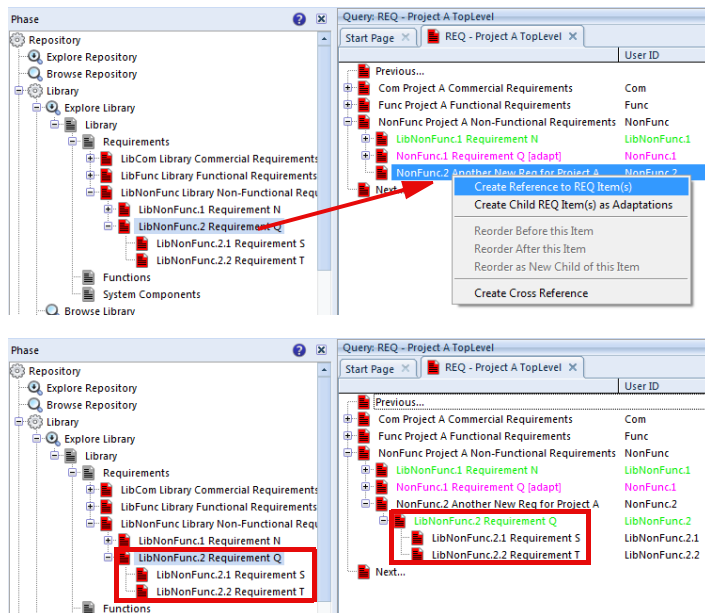 Phase
Repository
Explore Repository
Browse Repository
Library
Explore Library
Library
Requirements
LibCom Library Commercial Requirements
LibFunc Library Functional Requirements
LibNonFunc Library Non-Functional Requ
LibNonFunc.1 Requirement N
LibNonFunc.2 Requirement Q
LibNonFunc.2.1 Requirement S
LibNonFunc.2.2 Requirement T
Functions
System Components
Browse Library
Query: REQ - Project A TopLevel
Start Page REQ - Project A TopLevel
User ID
Previous...
Com Project A Commercial Requirements Com
Func Project A Functional Requirements Func
NonFunc Project A Non-Functional Requirements NonFunc
LibNonFunc.1 Requirement N LibNonFunc.1
NonFunc.1 Requirement Q [adapt] NonFunc.1
NonFunc.2 Another New Req for Project A NonFunc.2
Next...
Create Reference to REQ Item(s)
Create Child REQ Item(s) as Adaptations
Reorder Before this Item
Reorder After this Item
Reorder as New Child of this Item
Create Cross Reference
Phase
Repository
Explore Repository
Browse Repository
Library
Explore Library
Library
Requirements
LibCom Library Commercial Requirements
LibFunc Library Functional Requirements
LibNonFunc Library Non-Functional Requ
LibNonFunc.1 Requirement N
LibNonFunc.2 Requirement Q
LibNonFunc.2.1 Requirement S
LibNonFunc.2.2 Requirement T
Functions
Query: REQ - Project A TopLevel
Start Page REQ - Project A TopLevel
User ID
Previous...
Com Project A Commercial Requirements Com
Func Project A Functional Requirements Func
NonFunc Project A Non-Functional Requirements NonFunc
LibNonFunc.1 Requirement N LibNonFunc.1
NonFunc.1 Requirement Q [adapt] NonFunc.1
NonFunc.2 Another New Req for Project A NonFunc.2
LibNonFunc.2 Requirement Q LibNonFunc.2
LibNonFunc.2.1 Requirement S LibNonFunc.2.1
LibNonFunc.2.2 Requirement T LibNonFunc.2.2
Next...